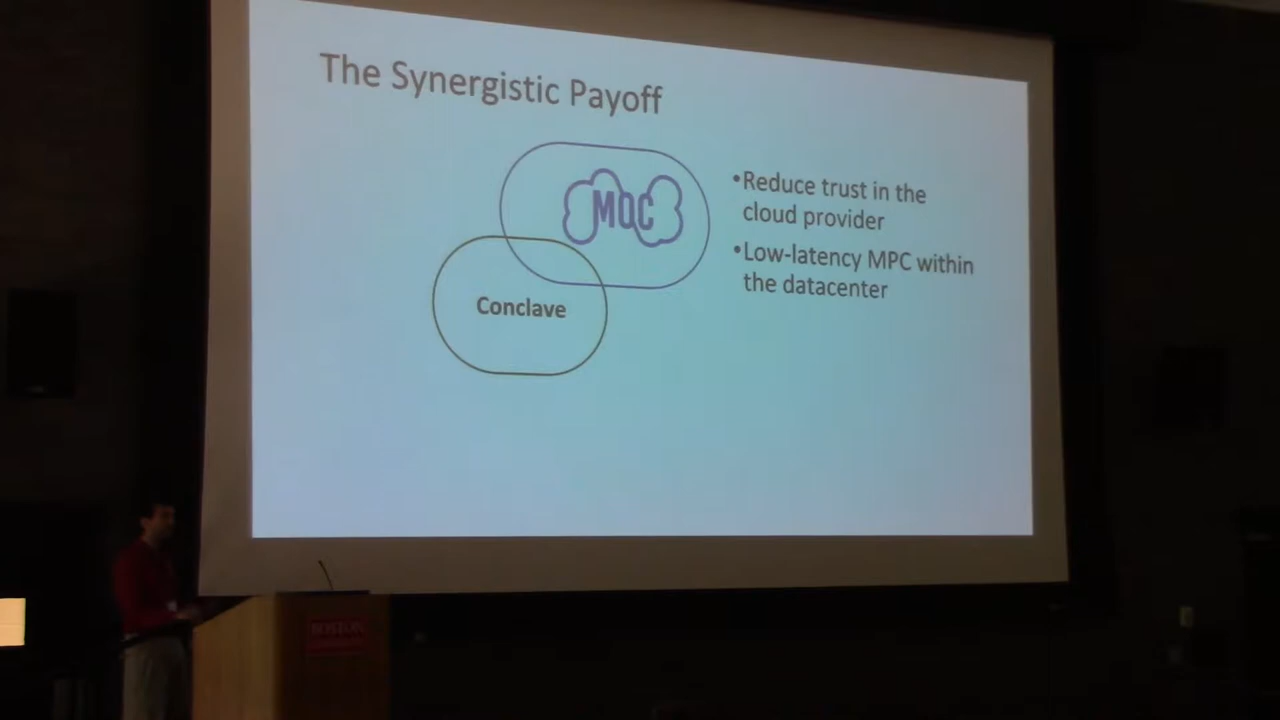 The Synergistic Payoff
MOC
•Reduce trust in the
cloud provider
•Low-latency MPC within
the datacenter
Conclave
BOSTON